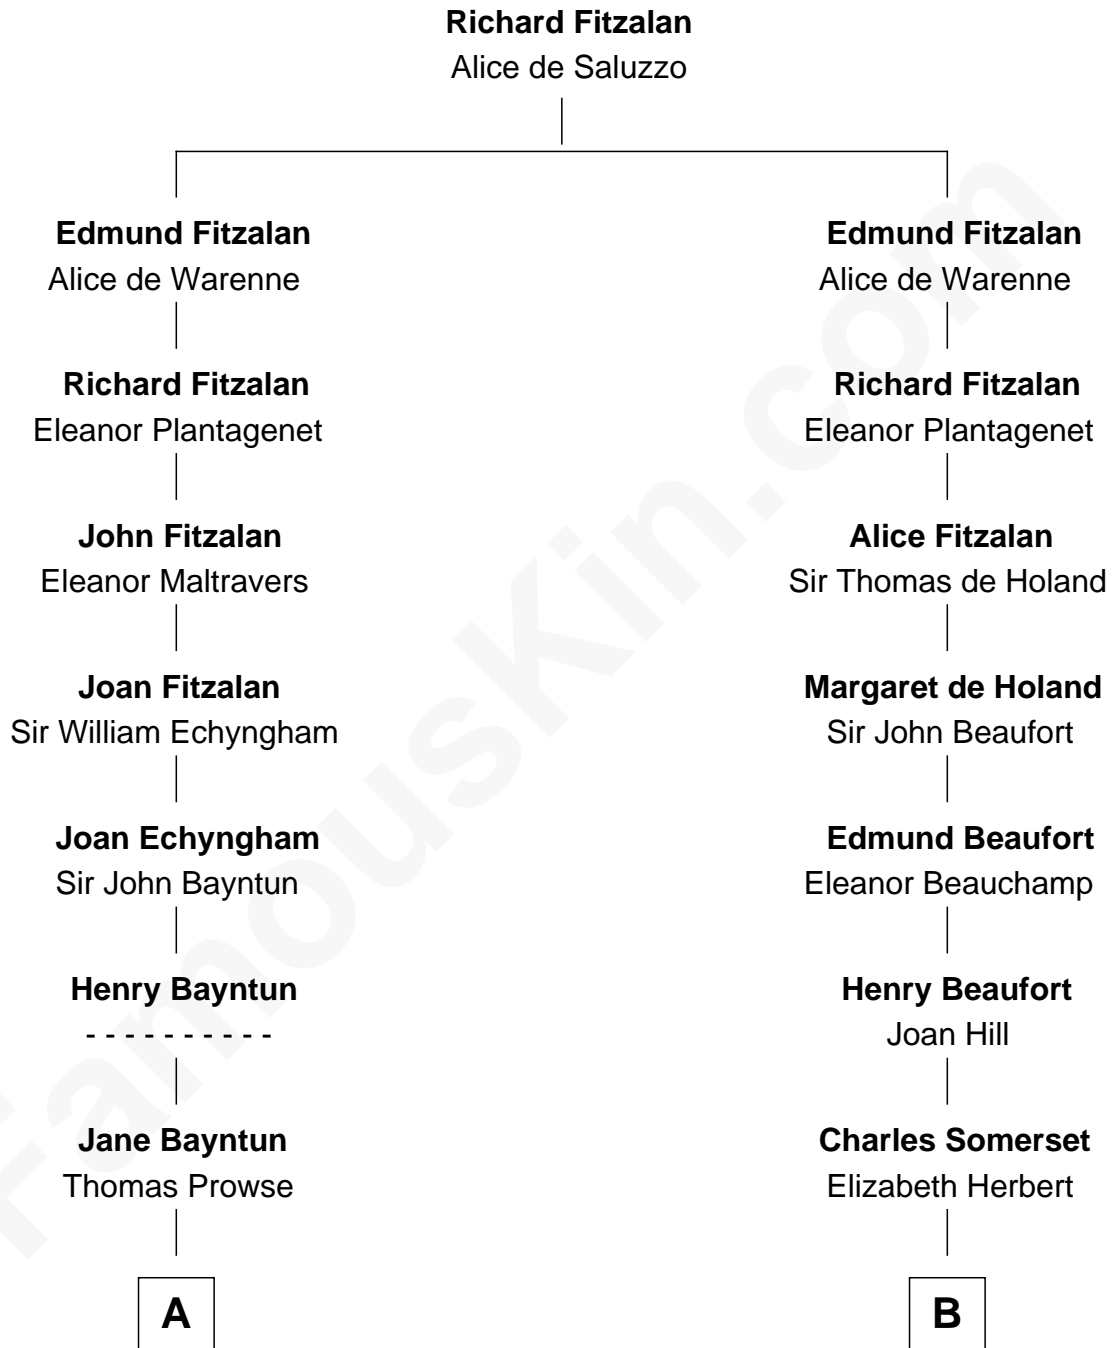 Richard Fitzalan
Alice de Saluzzo
Edmund Fitzalan
Alice de Warenne
Edmund Fitzalan
Alice de Warenne
Richard Fitzalan
Eleanor Plantagenet
Richard Fitzalan
Eleanor Plantagenet
John Fitzalan
Eleanor Maltravers
Alice Fitzalan
Sir Thomas de Holand
Joan Fitzalan
Sir William Echyngham
Margaret de Holand
Sir John Beaufort
Joan Echyngham
Sir John Bayntun
Edmund Beaufort
Eleanor Beauchamp
Henry Bayntun
- - - - - - - - - -
Henry Beaufort
Joan Hill
Jane Bayntun
Thomas Prowse
Charles Somerset
Elizabeth Herbert
A
B
FamousKin.com